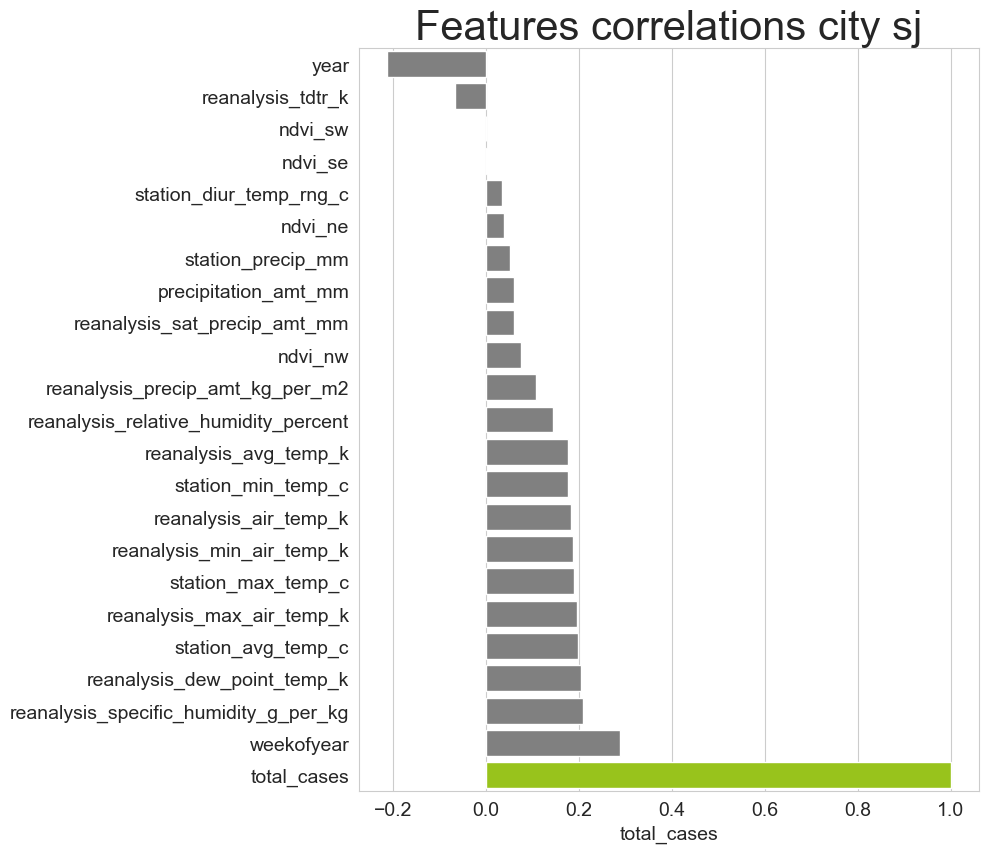 Features correlations city sj
year
reanalysis_tdtr_k
ndvi_sw
ndvi_se
station_diur_temp_rng_c
ndvi_ne
station_precip_mm
precipitation_amt_mm
reanalysis_sat_precip_amt_mm
ndvi_nw
reanalysis_precip_amt_kg_per_m2
reanalysis_relative_humidity_percent
reanalysis_avg_temp_k
station_min_temp_c
reanalysis_air_temp_k
reanalysis_min_air_temp_k
station_max_temp_c
reanalysis_max_air_temp_k
station_avg_temp_c
reanalysis_dew_point_temp_k
reanalysis_specific_humidity_g_per_kg
weekofyear
total_cases
−0.2 0.0 0.2 0.4 0.6 0.8 1.0
total_cases